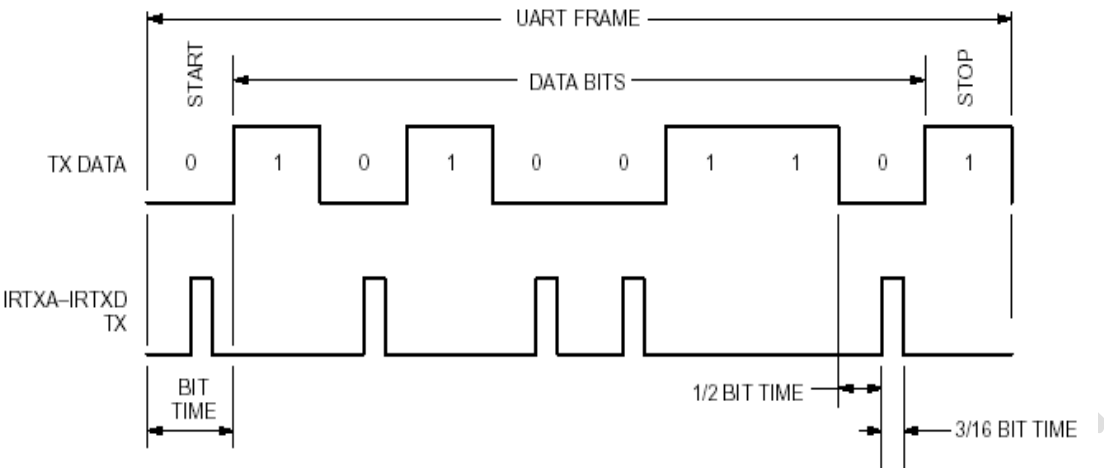 UART FRAME
START
DATA BITS
STOP
TX DATA
0 1 0 1 0 0 1 1 0 1
IRTXA–IRTXD
TX
BIT
TIME
1/2 BIT TIME
3/16 BIT TIME